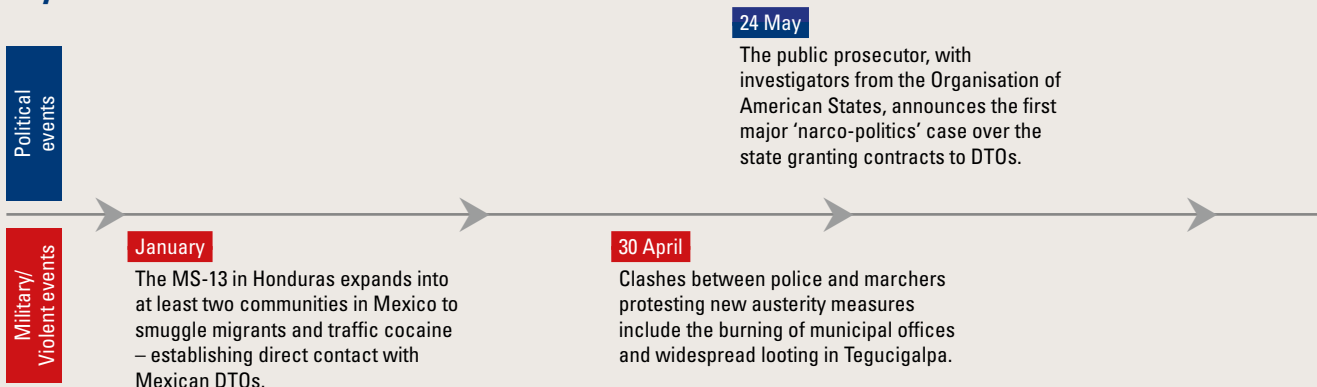 24 May
The public prosecutor, with
investigators from the Organisation of
American States, announces the first
major ‘narco-politics’ case over the
state granting contracts to DTOs.
Political
events
Military/
Violent events
January
The MS-13 in Honduras expands into
at least two communities in Mexico to
smuggle migrants and traffic cocaine
– establishing direct contact with
Mexican DTOs.
30 April
Clashes between police and marchers
protesting new austerity measures
include the burning of municipal offices
and widespread looting in Tegucigalpa.